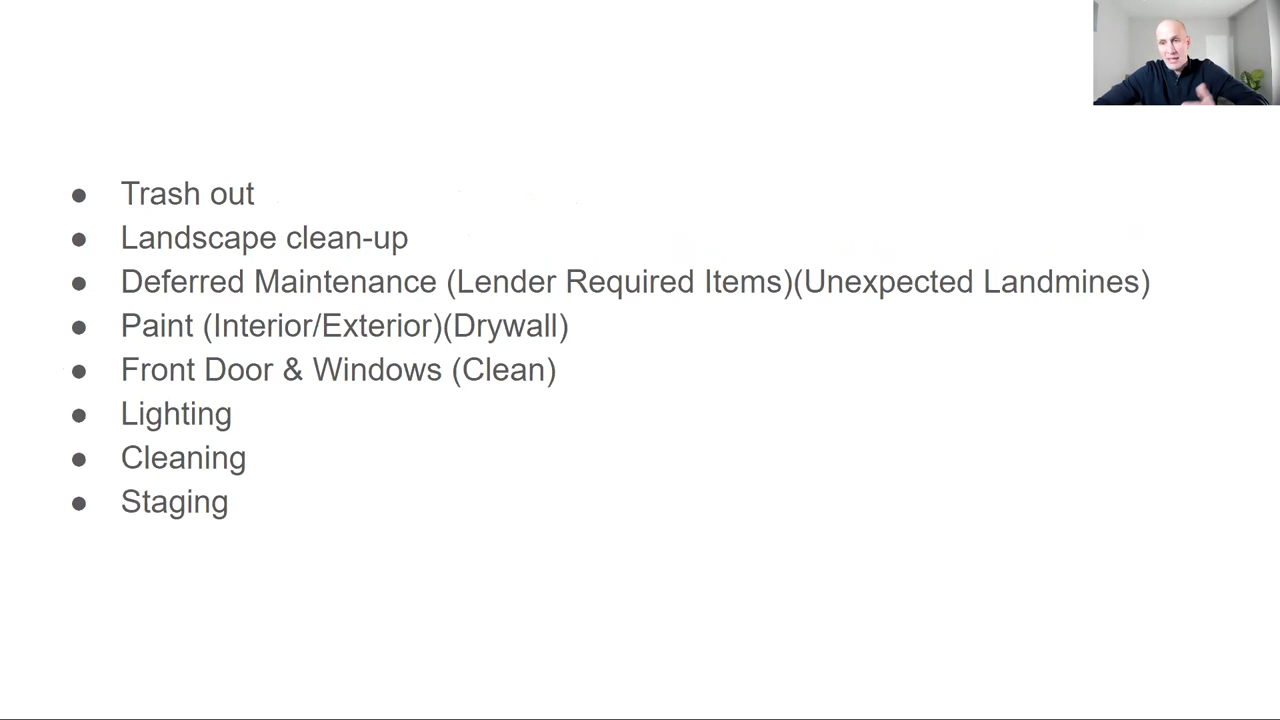 ● Trash out
● Landscape clean-up
● Deferred Maintenance (Lender Required Items)(Unexpected Landmines)
● Paint (Interior/Exterior)(Drywall)
● Front Door & Windows (Clean)
● Lighting
● Cleaning
● Staging